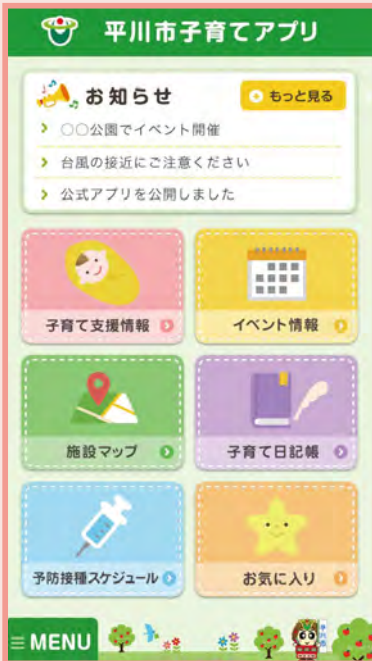 平川市子育てアプリ
お知らせ
もっと見る
○○公園でイベント開催
台風の接近にご注意ください
公式アプリを公開しました
子育て支援情報
イベント情報
施設マップ
子育て日記帳
予防接種スケジュール
お気に入り
MENU